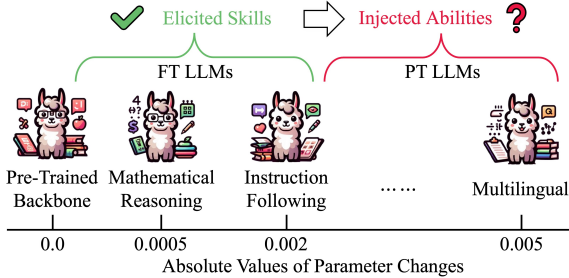 Elicited Skills
Injected Abilities ?
FT LLMs
PT LLMs
Pre-Trained
Backbone
Mathematical
Reasoning
Instruction
Following
……
Multilingual
0.0
0.0005
0.002
0.005
Absolute Values of Parameter Changes